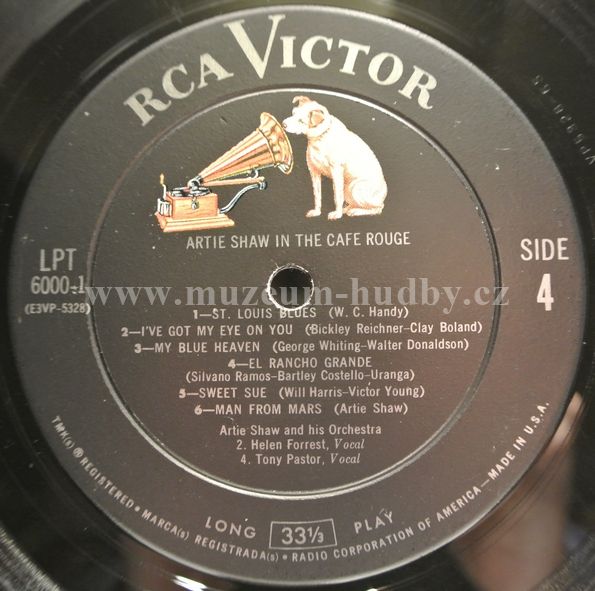 RCA VICTOR
ARTIE SHAW IN THE CAFE ROUGE
LPT
6000-1
(E3VP-5328)
SIDE
4
www.muzeum-hudby.cz
1—ST. LOUIS BLUES (W. C. Handy)
2—I'VE GOT MY EYE ON YOU (Bickley Reichner-Clay Boland)
3—MY BLUE HEAVEN (George Whiting-Walter Donaldson)
4—EL RANCHO GRANDE
(Silvano Ramos-Bartley Costello-Uranga)
5—SWEET SUE (Will Harris-Victor Young)
6—MAN FROM MARS (Artie Shaw)
Artie Shaw and his Orchestra
2. Helen Forrest, Vocal
4. Tony Pastor, Vocal
LONG 33⅓ PLAY
TMK(s) ® REGISTERED • MARCA(s) REGISTRADA(s) • RADIO CORPORATION OF AMERICA—MADE IN U.S.A.